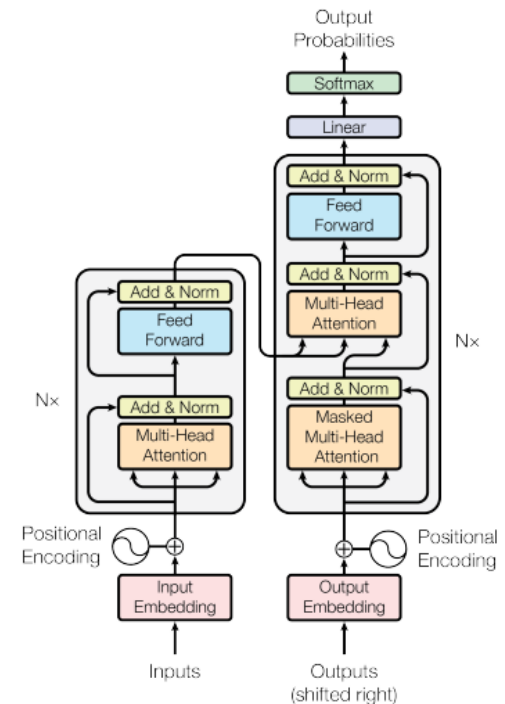 Output
Probabilities
Softmax
Linear
Add & Norm
Feed
Forward
Add & Norm
Multi-Head
Attention
Add & Norm
Masked
Multi-Head
Attention
Nx
Add & Norm
Feed
Forward
Add & Norm
Multi-Head
Attention
Nx
Positional
Encoding
Positional
Encoding
Input
Embedding
Output
Embedding
Inputs
Outputs
(shifted right)